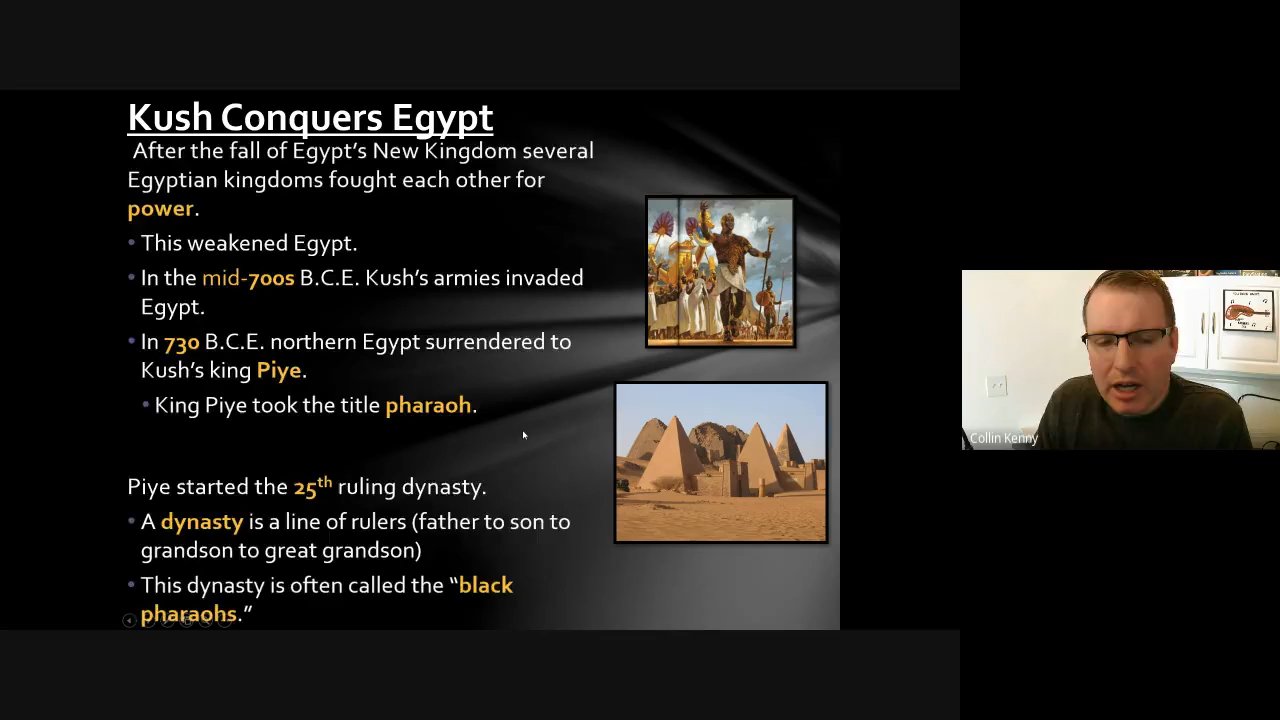 Kush Conquers Egypt
After the fall of Egypt's New Kingdom several
Egyptian kingdoms fought each other for
power.
• This weakened Egypt.
• In the mid-700s B.C.E. Kush's armies invaded
Egypt.
• In 730 B.C.E. northern Egypt surrendered to
Kush's king Piye.
• King Piye took the title pharaoh.
Piye started the 25th ruling dynasty.
• A dynasty is a line of rulers (father to son to
grandson to great grandson)
• This dynasty is often called the “black
pharaohs.”
Collin Kenny